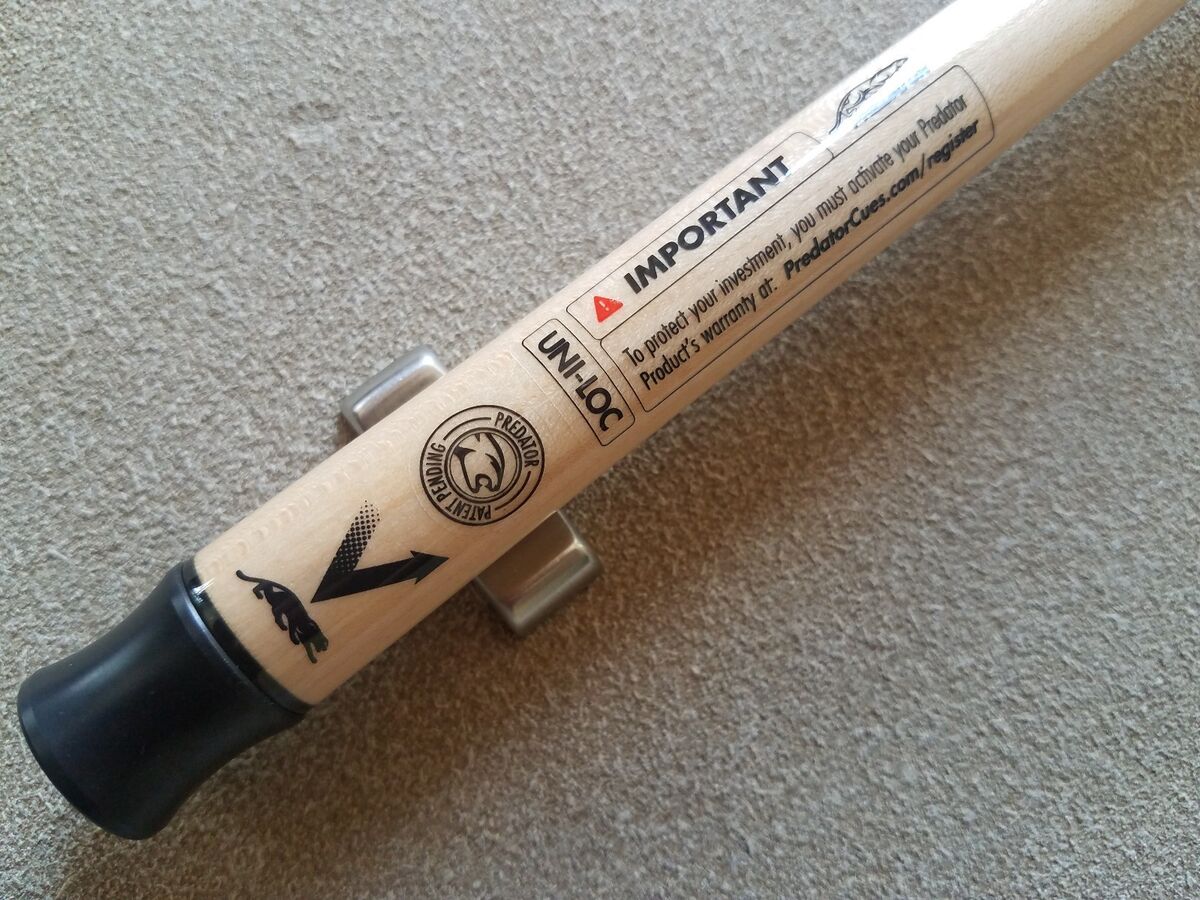 IMPORTANT
To protect your investment, you must activate your Predator
Product's warranty at: PredatorCues.com/register
UNI-LOC
PREDATOR
PATENT PENDING